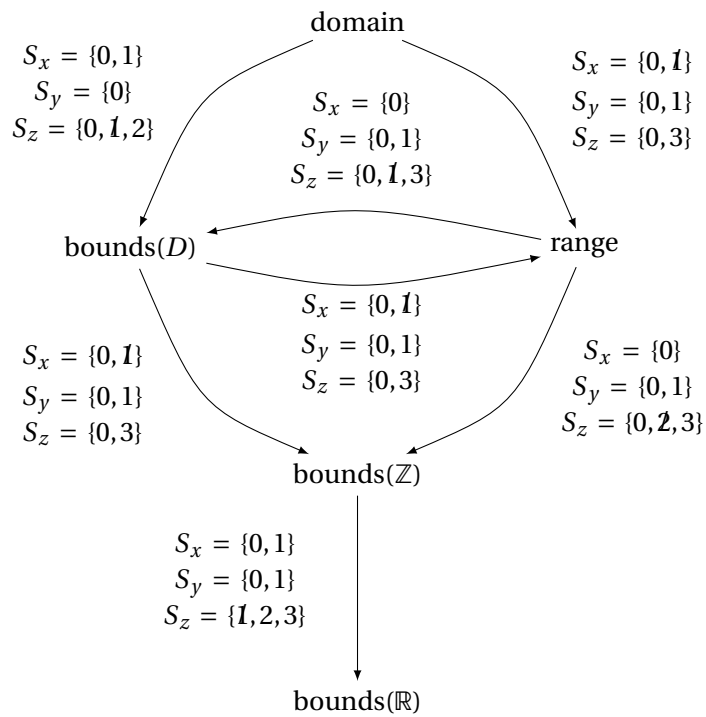 domain
S_x = {0, 1̸}
S_x = {0, 1}
S_y = {0}
S_z = {0, 1̸, 2}
S_x = {0}
S_y = {0, 1}
S_z = {0, 1̸, 3}
S_y = {0, 1}
S_z = {0, 3}
bounds(D)
range
S_x = {0, 1̸}
S_y = {0, 1}
S_z = {0, 3}
S_x = {0, 1̸}
S_y = {0, 1}
S_z = {0, 3}
S_x = {0}
S_y = {0, 1}
S_z = {0, 2̸, 3}
bounds(ℤ)
S_x = {0, 1}
S_y = {0, 1}
S_z = {1̸, 2, 3}
bounds(ℝ)